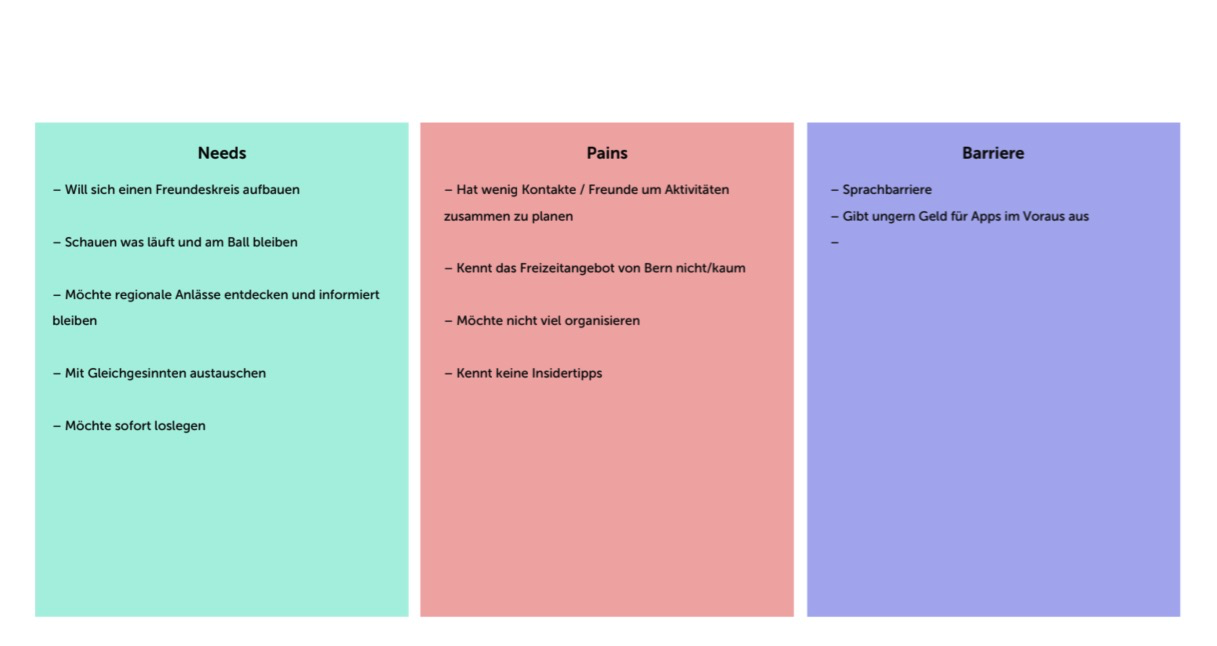 Needs
– Will sich einen Freundeskreis aufbauen
– Schauen was läuft und am Ball bleiben
– Möchte regionale Anlässe entdecken und informiert
bleiben
– Mit Gleichgesinnten austauschen
– Möchte sofort loslegen
Pains
– Hat wenig Kontakte / Freunde um Aktivitäten
zusammen zu planen
– Kennt das Freizeitangebot von Bern nicht/kaum
– Möchte nicht viel organisieren
– Kennt keine Insidertipps
Barriere
– Sprachbarriere
– Gibt ungern Geld für Apps im Voraus aus
–